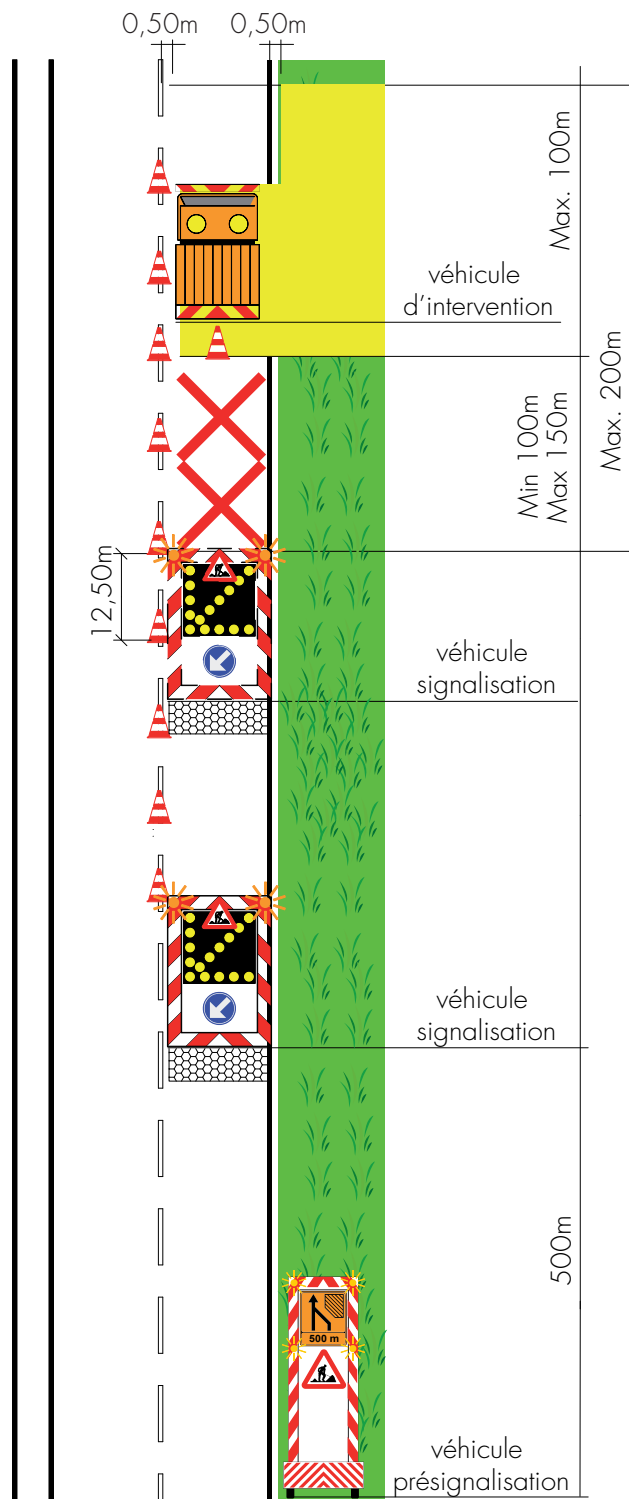 0,50m 0,50m
Max. 100m
véhicule
d'intervention
Max. 200m
Min 100m
Max 150m
12,50m
véhicule
signalisation
véhicule
signalisation
500m
500 m
véhicule
présignalisation